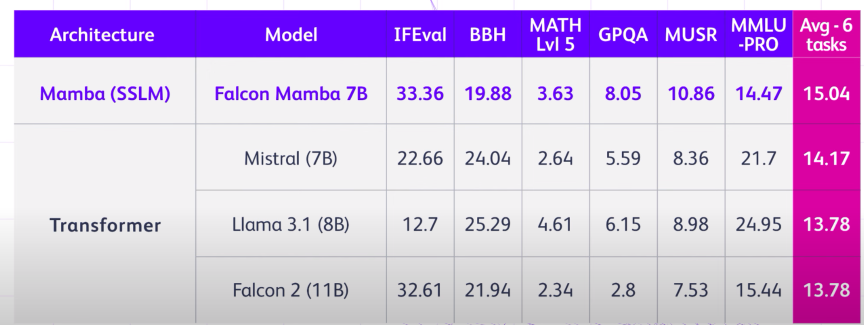 Architecture Model IFEval BBH MATH Lvl 5 GPQA MUSR MMLU-PRO Avg - 6 tasks
Mamba (SSLM) Falcon Mamba 7B 33.36 19.88 3.63 8.05 10.86 14.47 15.04
Mistral (7B) 22.66 24.04 2.64 5.59 8.36 21.7 14.17
Transformer Llama 3.1 (8B) 12.7 25.29 4.61 6.15 8.98 24.95 13.78
Falcon 2 (11B) 32.61 21.94 2.34 2.8 7.53 15.44 13.78